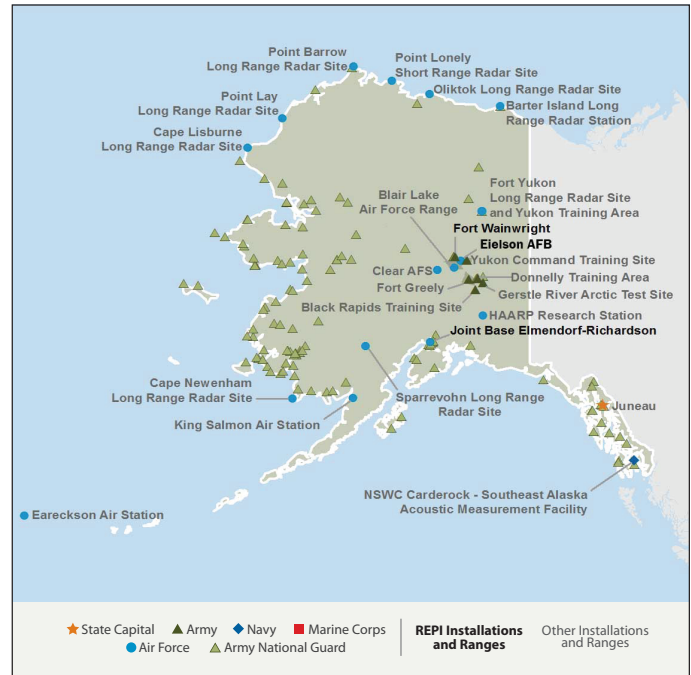 Point Barrow
Long Range Radar Site
Point Lonely
Short Range Radar Site
Oliktok Long Range Radar Site
Point Lay
Long Range Radar Site
Barter Island Long
Range Radar Station
Cape Lisburne
Long Range Radar Site
Fort Yukon
Long Range Radar Site
and Yukon Training Area
Blair Lake
Air Force Range
Fort Wainwright
Eielson AFB
Yukon Command Training Site
Clear AFS
Donnelly Training Area
Fort Greely
Gerstle River Arctic Test Site
Black Rapids Training Site
HAARP Research Station
Joint Base Elmendorf-Richardson
Cape Newenham
Long Range Radar Site
Sparrevohn Long Range
Radar Site
King Salmon Air Station
Juneau
NSWC Carderock - Southeast Alaska
Acoustic Measurement Facility
Eareckson Air Station
State Capital
Army
Navy
Marine Corps
Air Force
Army National Guard
REPI Installations
and Ranges
Other Installations
and Ranges